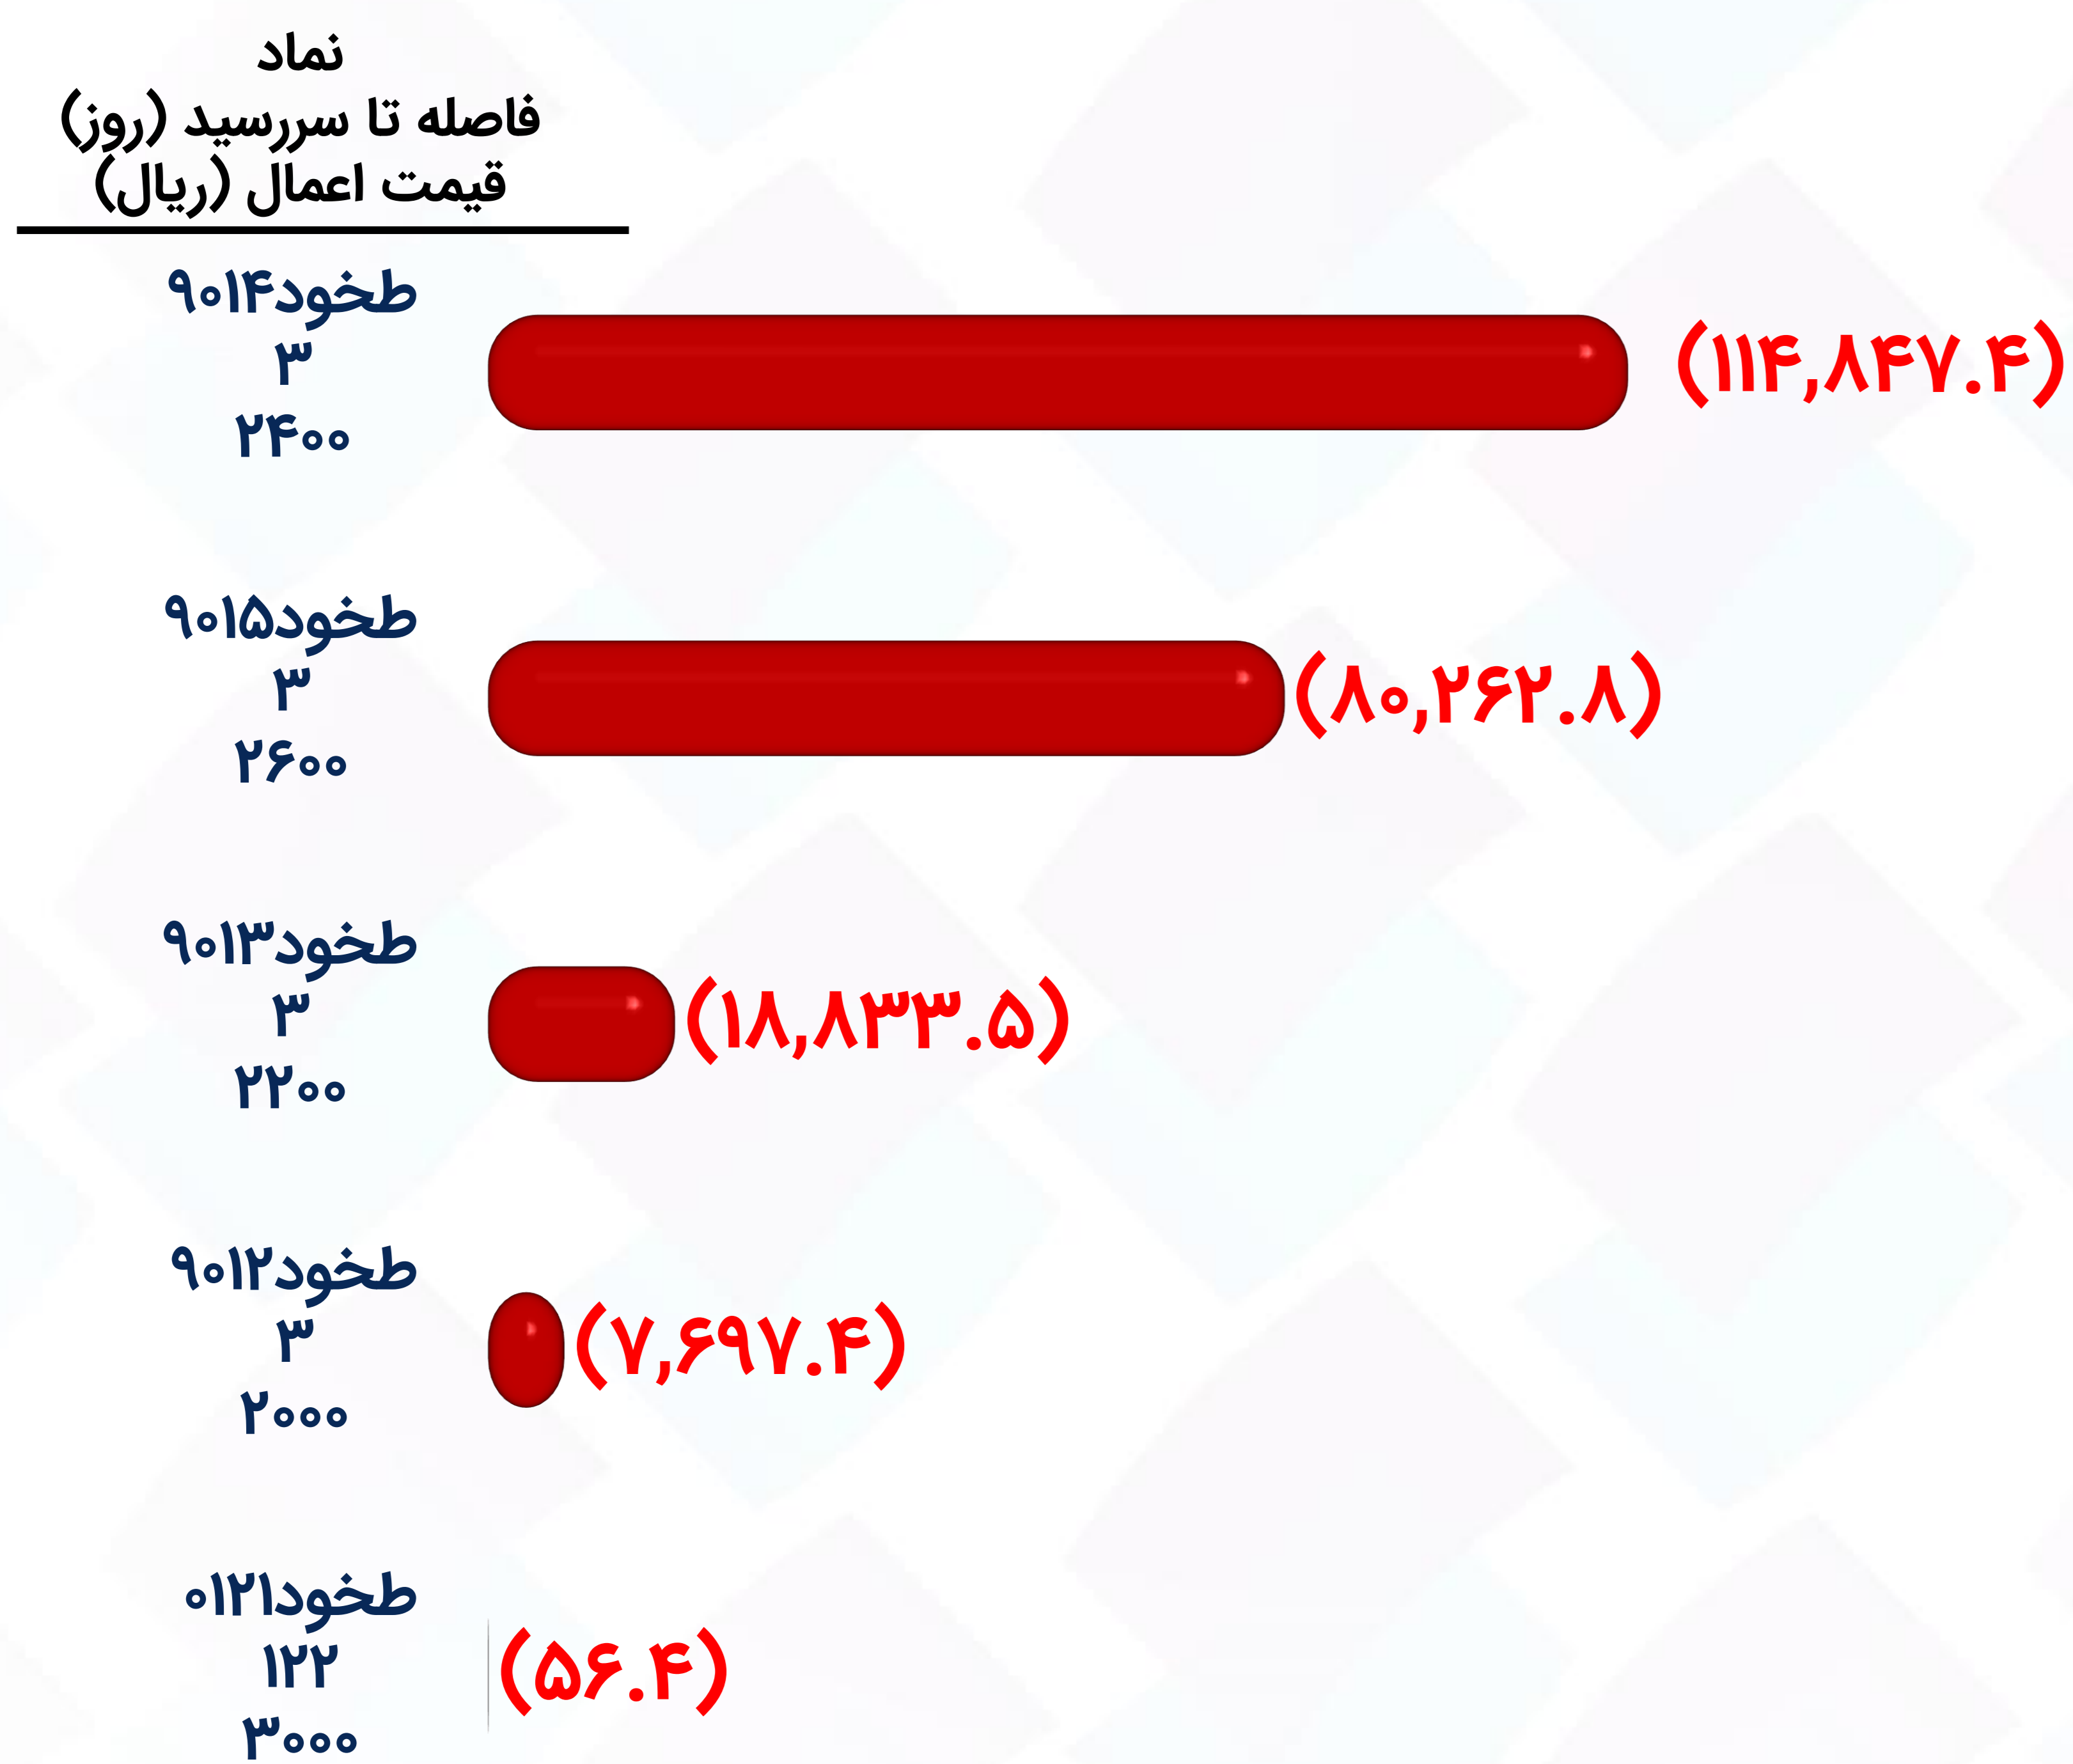 نماد
فاصله تا سررسید (روز)
قیمت اعمال (ریال)
طخود۹۰۱۴
۳
۲۴۰۰
(۱۱۴,۸۴۷.۴)
طخود۹۰۱۵
۳
۲۶۰۰
(۸۰,۲۶۲.۸)
طخود۹۰۱۳
۳
۲۲۰۰
(۱۸,۸۳۳.۵)
طخود۹۰۱۲
۳
۲۰۰۰
(۷,۶۹۷.۴)
طخود۰۱۲۱
۱۲۲
۳۰۰۰
(۵۶.۴)